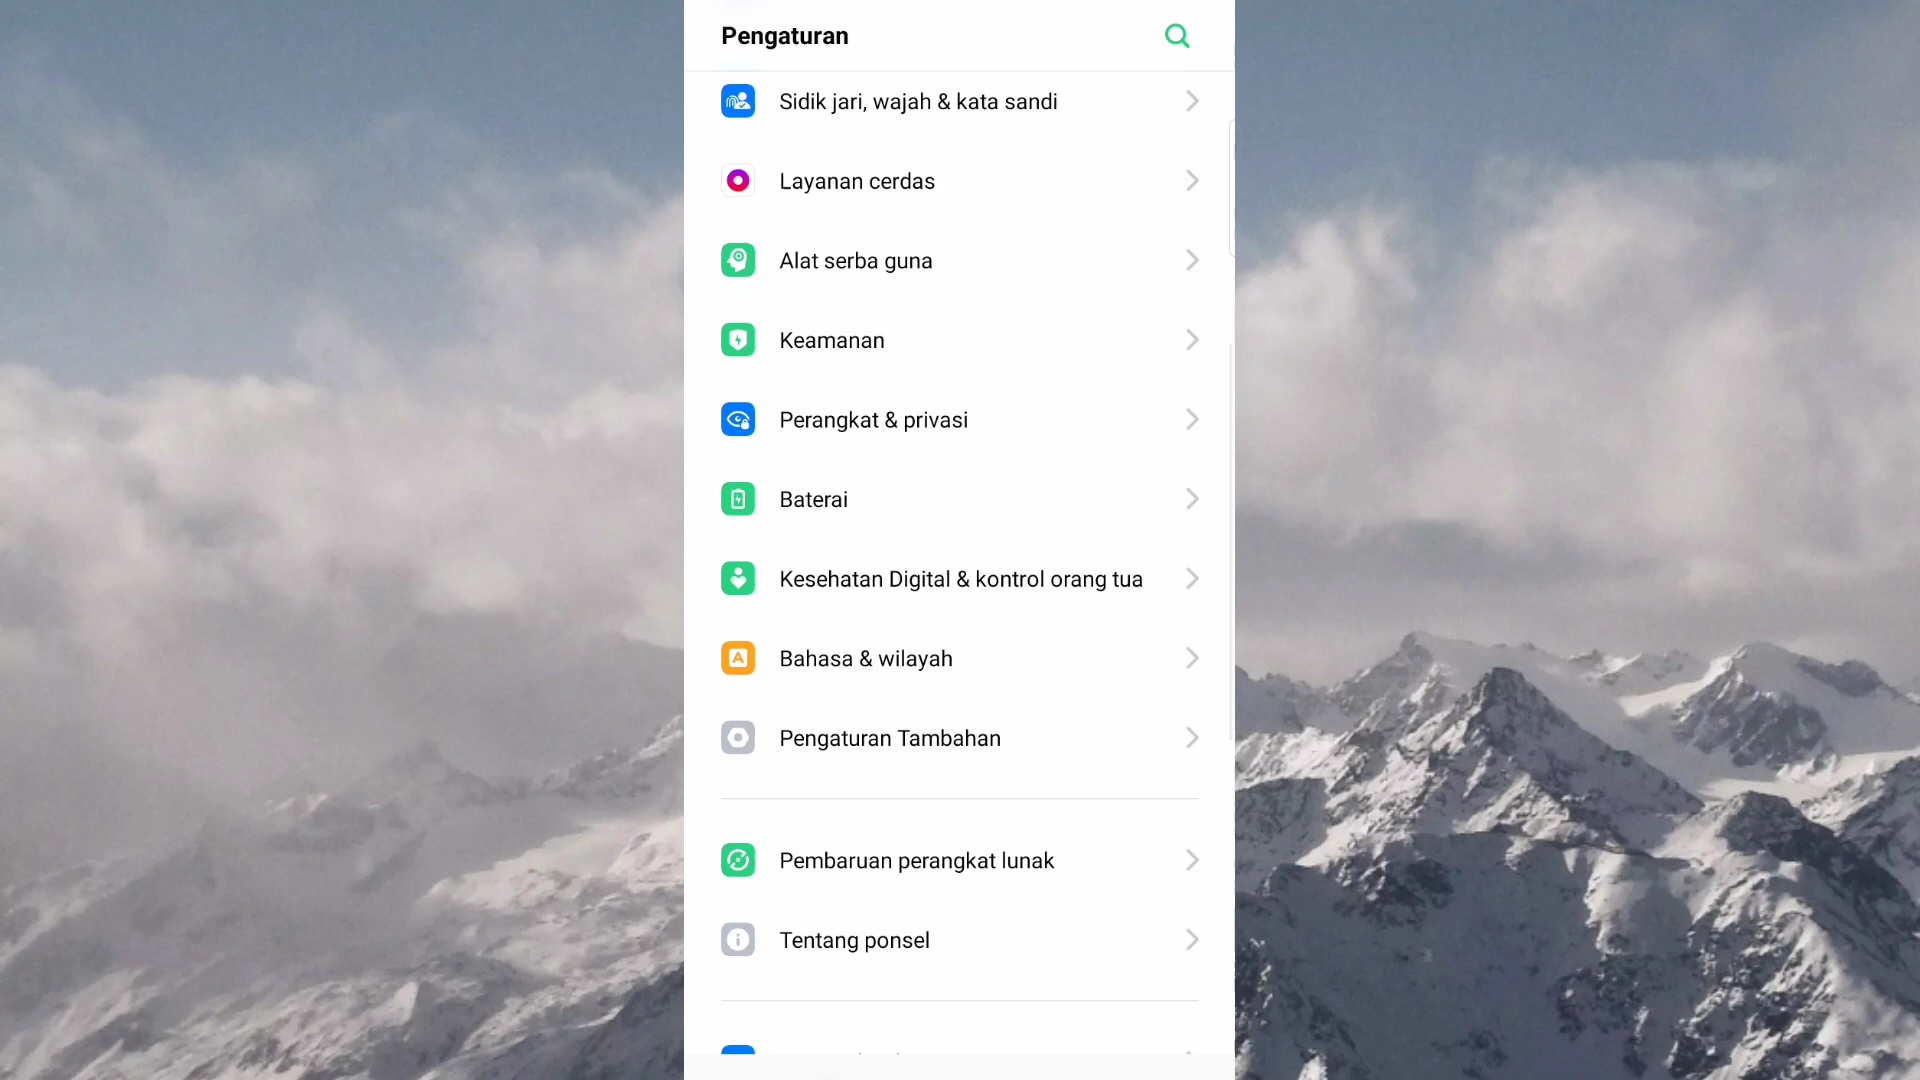 Pengaturan
Sidik jari, wajah & kata sandi
Layanan cerdas
Alat serba guna
Keamanan
Perangkat & privasi
Baterai
Kesehatan Digital & kontrol orang tua
Bahasa & wilayah
Pengaturan Tambahan
Pembaruan perangkat lunak
Tentang ponsel